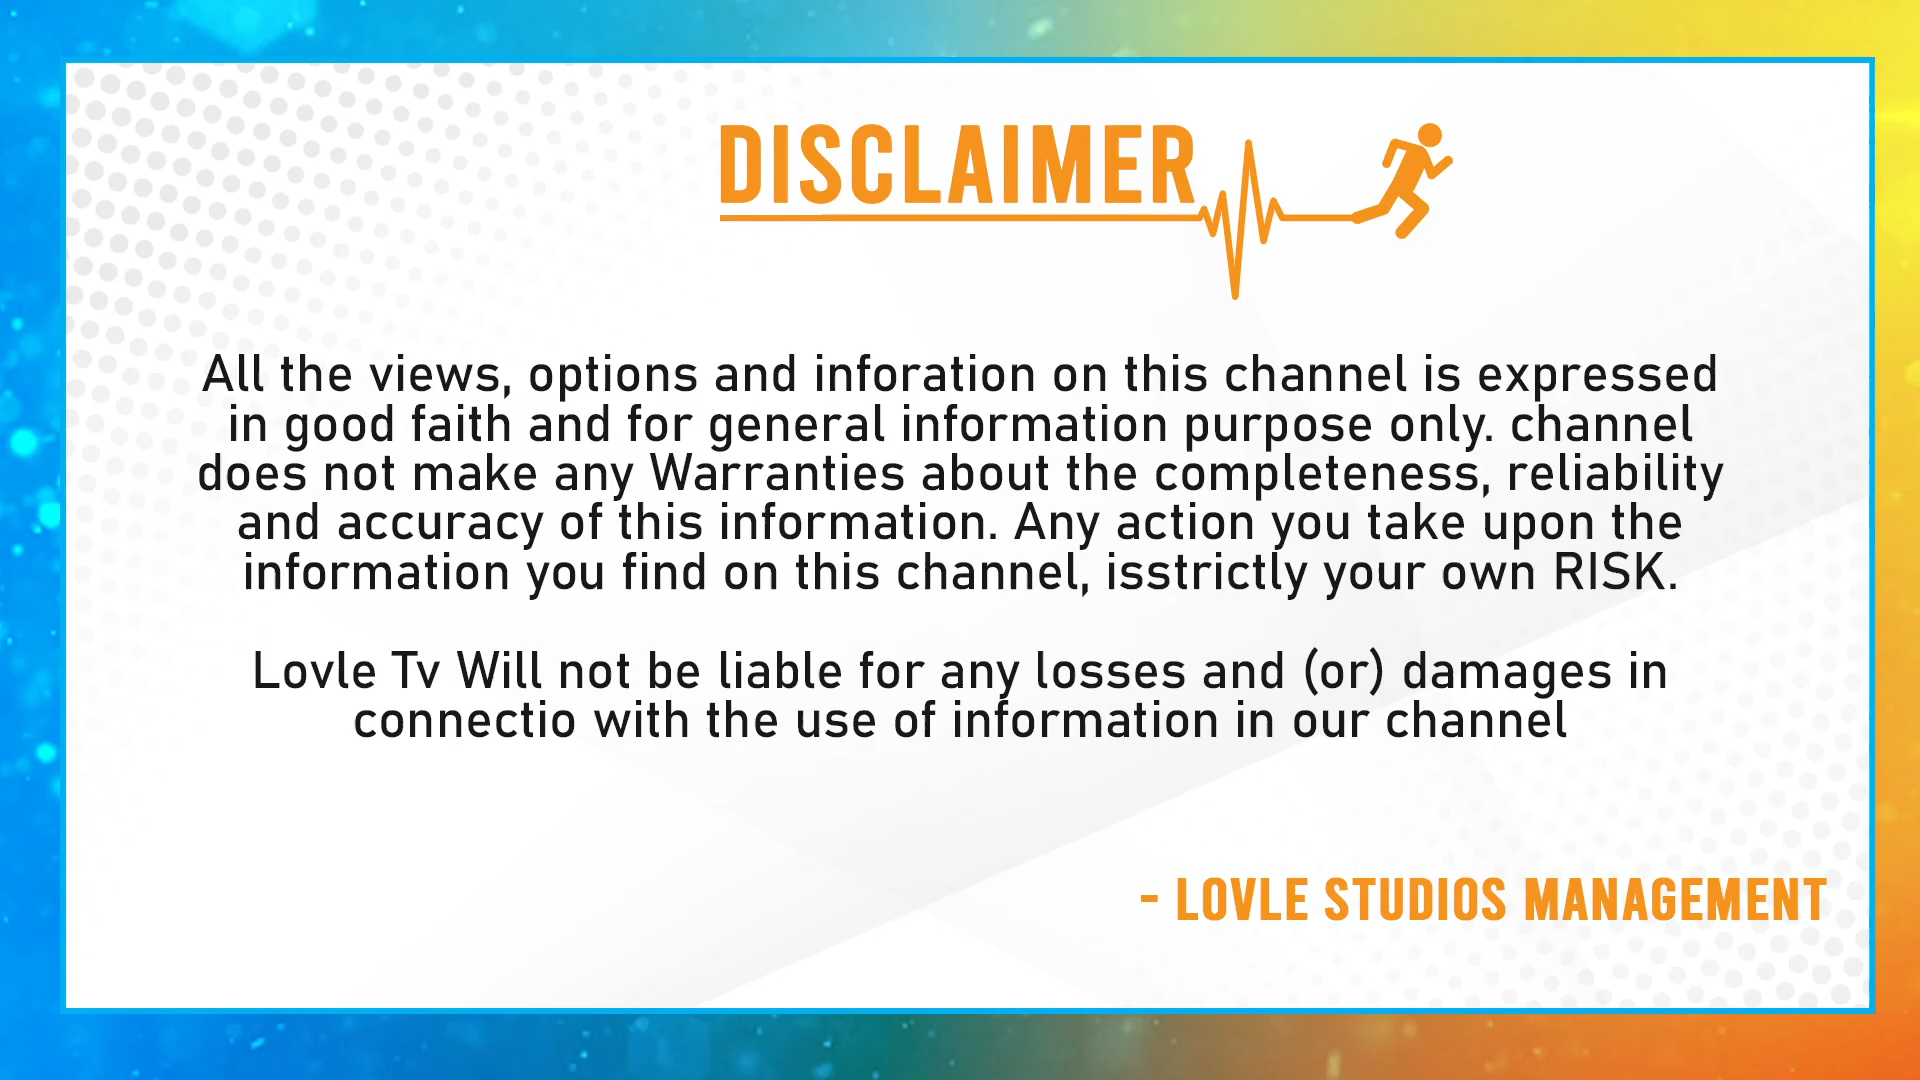 DISCLAIMER
All the views, options and inforation on this channel is expressed
in good faith and for general information purpose only. channel
does not make any Warranties about the completeness, reliability
and accuracy of this information. Any action you take upon the
information you find on this channel, isstrictly your own RISK.
Lovle Tv Will not be liable for any losses and (or) damages in
connectio with the use of information in our channel
- LOVLE STUDIOS MANAGEMENT